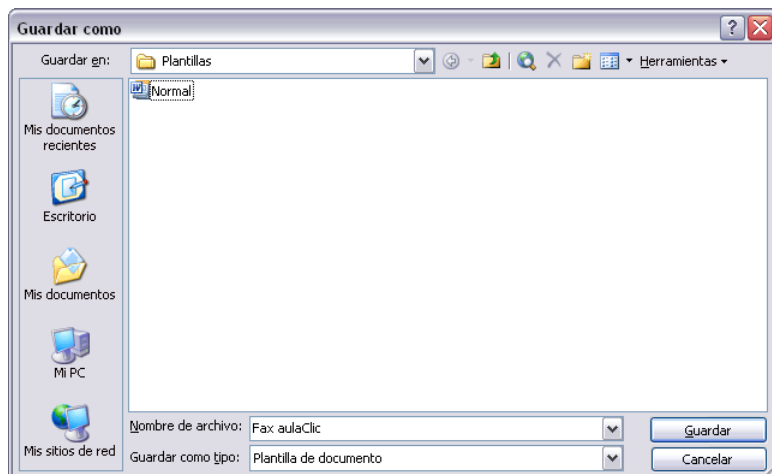 Guardar como
Guardar en:
Plantillas
Herramientas
Normal
Mis documentos
recientes
Escritorio
Mis documentos
Mi PC
Mis sitios de red
Nombre de archivo:
Fax aulaClic
Guardar
Guardar como tipo:
Plantilla de documento
Cancelar